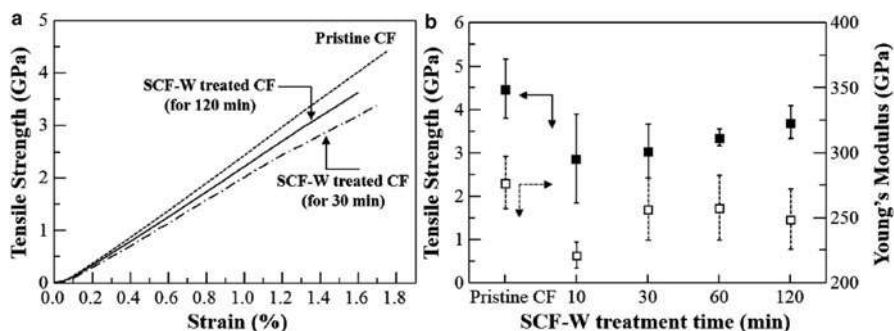 a
Tensile Strength (GPa)
5
4
3
2
1
0
0.0 0.2 0.4 0.6 0.8 1.0 1.2 1.4 1.6 1.8
Strain (%)
Pristine CF
SCF-W treated CF
(for 120 min)
SCF-W treated CF
(for 30 min)
b
Tensile Strength (GPa)
6
5
4
3
2
1
0
Pristine CF 10 30 60 120
SCF-W treatment time (min)
400
350
300
250
200
Young's Modulus (GPa)